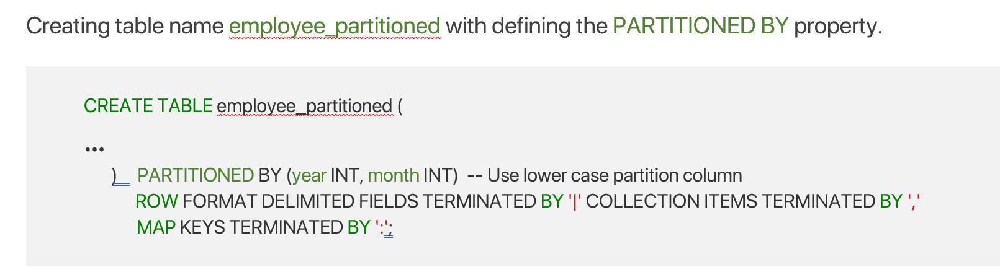 Creating table name employee_partitioned with defining the PARTITIONED BY property.
CREATE TABLE employee_partitioned (
...
) PARTITIONED BY (year INT, month INT) -- Use lower case partition column
ROW FORMAT DELIMITED FIELDS TERMINATED BY '|' COLLECTION ITEMS TERMINATED BY ','
MAP KEYS TERMINATED BY ':';